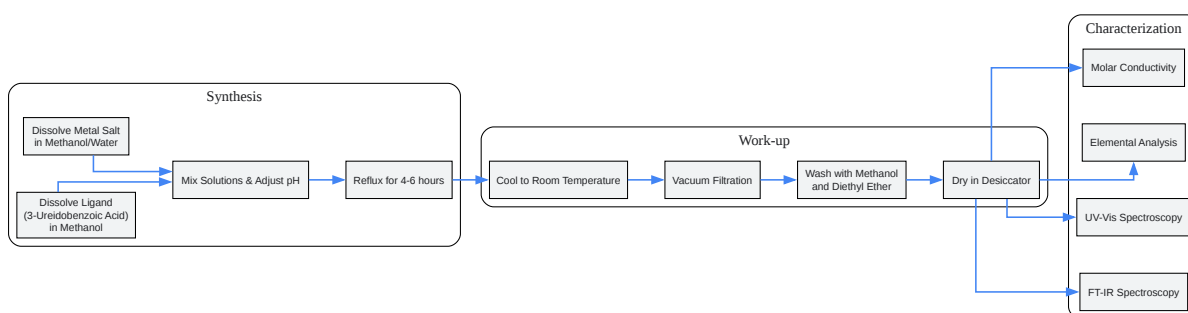 Synthesis
Dissolve Metal Salt
in Methanol/Water
Dissolve Ligand
(3-Ureidobenzoic Acid)
in Methanol
Mix Solutions & Adjust pH
Reflux for 4-6 hours
Work-up
Cool to Room Temperature
Vacuum Filtration
Wash with Methanol
and Diethyl Ether
Dry in Desiccator
Characterization
Molar Conductivity
Elemental Analysis
UV-Vis Spectroscopy
FT-IR Spectroscopy